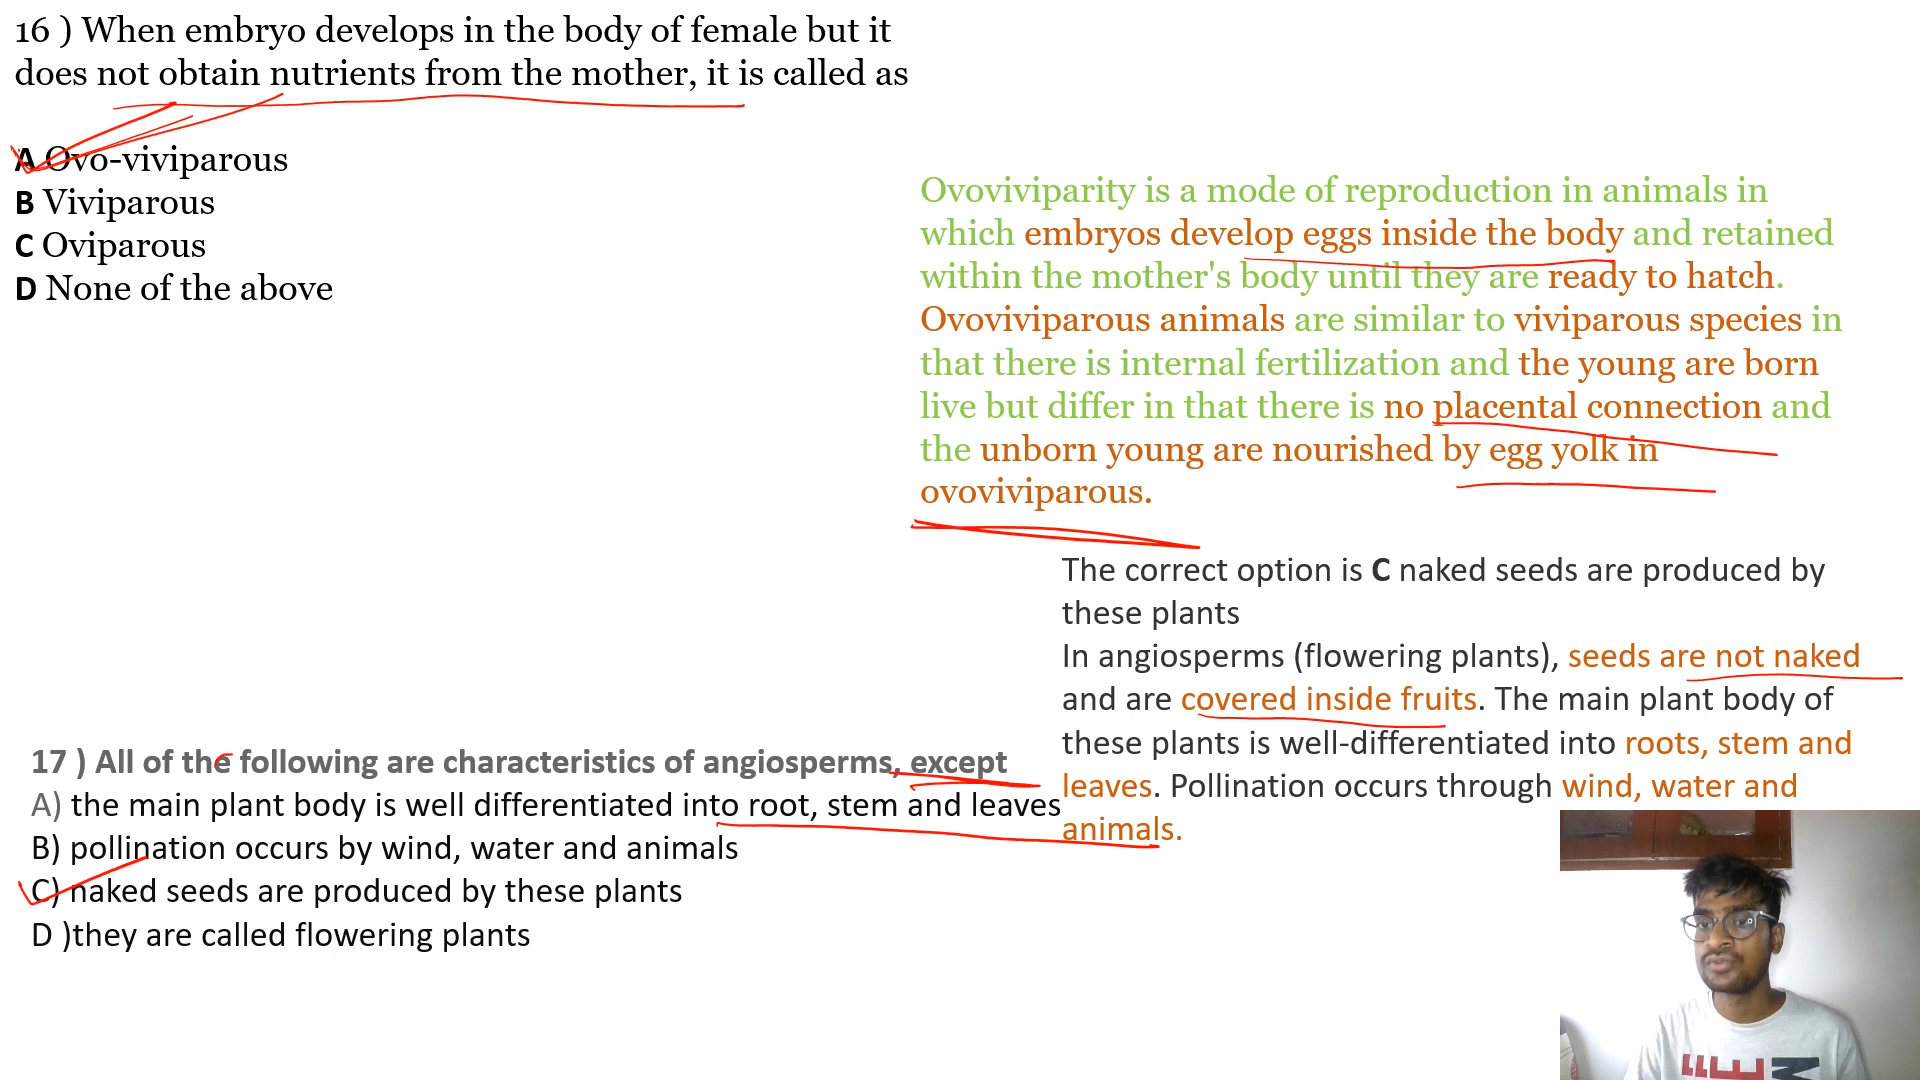 16 ) When embryo develops in the body of female but it
does not obtain nutrients from the mother, it is called as
A Ovo-viviparous
B Viviparous
C Oviparous
D None of the above
Ovoviviparity is a mode of reproduction in animals in
which embryos develop eggs inside the body and retained
within the mother's body until they are ready to hatch.
Ovoviviparous animals are similar to viviparous species in
that there is internal fertilization and the young are born
live but differ in that there is no placental connection and
the unborn young are nourished by egg yolk in
ovoviviparous.
The correct option is C naked seeds are produced by
these plants
In angiosperms (flowering plants), seeds are not naked
and are covered inside fruits. The main plant body of
these plants is well-differentiated into roots, stem and
leaves. Pollination occurs through wind, water and
animals.
17 ) All of the following are characteristics of angiosperms, except
A) the main plant body is well differentiated into root, stem and leaves
B) pollination occurs by wind, water and animals
C) naked seeds are produced by these plants
D )they are called flowering plants